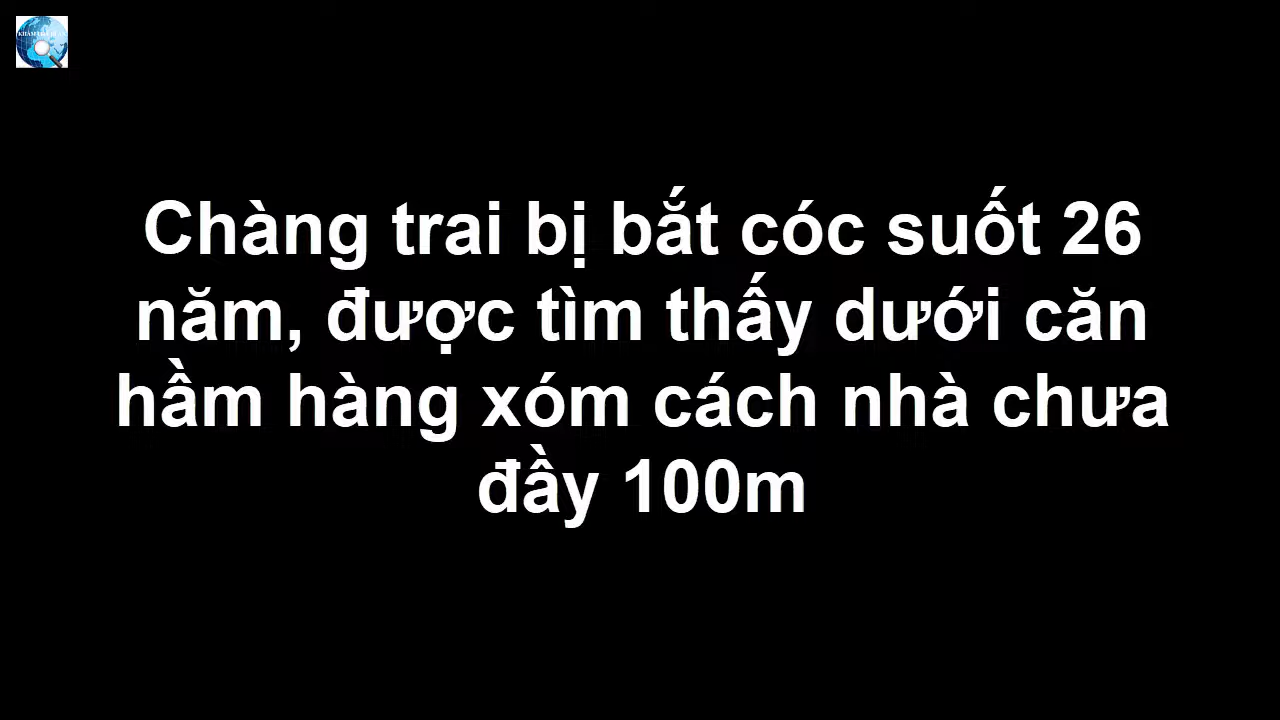 Chàng trai bị bắt cóc suốt 26
năm, được tìm thấy dưới căn
hầm hàng xóm cách nhà chưa
đầy 100m